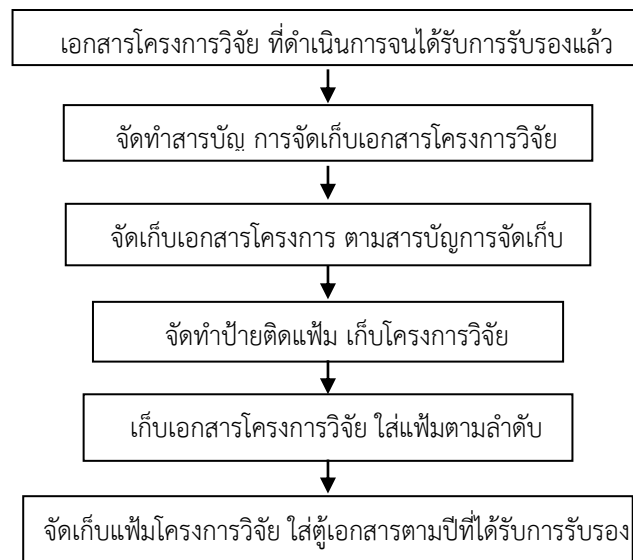 เอกสารโครงการวิจัย ที่ดำเนินการจนได้รับการรับรองแล้ว
จัดทำสารบัญ การจัดเก็บเอกสารโครงการวิจัย
จัดเก็บเอกสารโครงการ ตามสารบัญการจัดเก็บ
จัดทำป้ายติดแฟ้ม เก็บโครงการวิจัย
เก็บเอกสารโครงการวิจัย ใส่แฟ้มตามลำดับ
จัดเก็บแฟ้มโครงการวิจัย ใส่ตู้เอกสารตามปีที่ได้รับการรับรอง